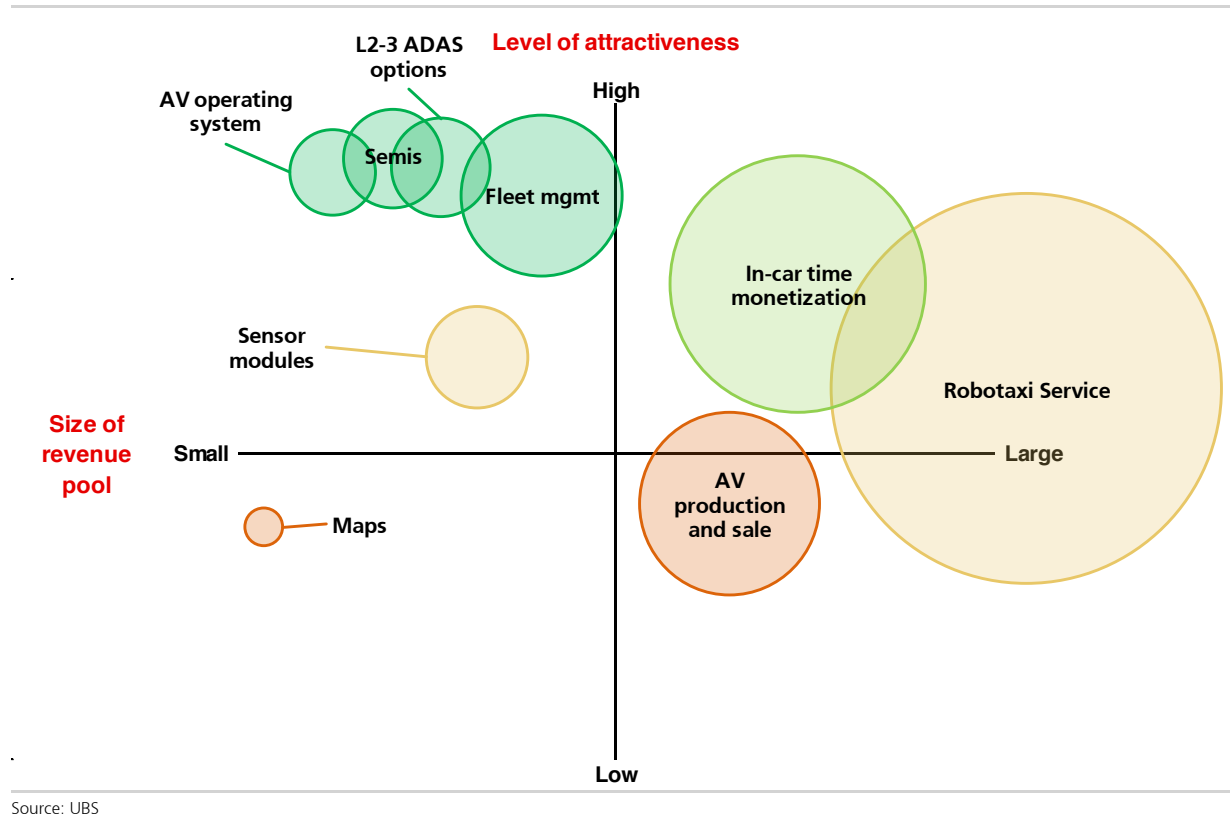 L2-3 ADAS
options
Level of attractiveness
High
AV operating
system
Semis
Fleet mgmt
In-car time
monetization
Sensor
modules
Robotaxi Service
Size of
revenue
pool
Small
Large
AV
production
and sale
Maps
Low
Source: UBS